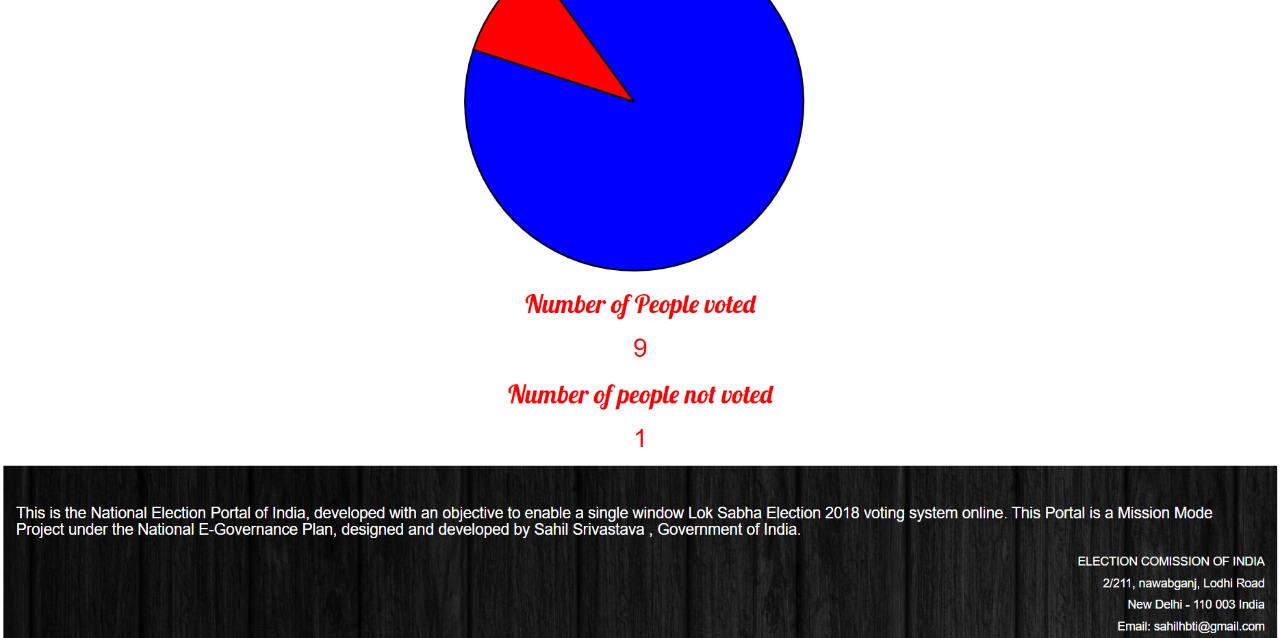 Number of People voted
9
Number of people not voted
1
This is the National Election Portal of India, developed with an objective to enable a single window Lok Sabha Election 2018 voting system online. This Portal is a Mission Mode
Project under the National E-Governance Plan, designed and developed by Sahil Srivastava , Government of India.
ELECTION COMISSION OF INDIA
2/211, nawabganj, Lodhi Road
New Delhi - 110 003 India
Email: sahilhbti@gmail.com